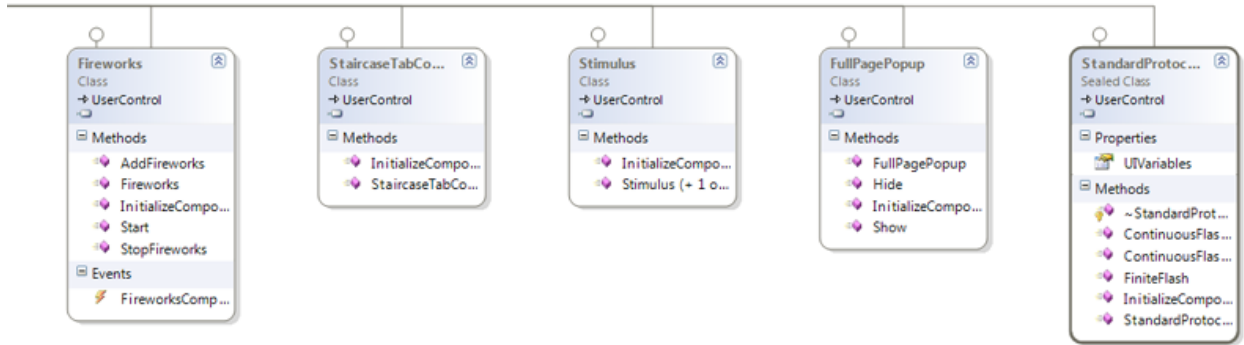 Fireworks
Class
UserControl
Methods
AddFireworks
Fireworks
InitializeCompo...
Start
StopFireworks
Events
FireworksComp...
StaircaseTabCo...
Class
UserControl
Methods
InitializeCompo...
StaircaseTabCo...
Stimulus
Class
UserControl
Methods
InitializeCompo...
Stimulus (+ 1 o...
FullPagePopup
Class
UserControl
Methods
FullPagePopup
Hide
InitializeCompo...
Show
StandardProtoc...
Sealed Class
UserControl
Properties
UIVariables
Methods
~StandardProt...
ContinuousFlas...
ContinuousFlas...
FiniteFlash
InitializeCompo...
StandardProtoc...